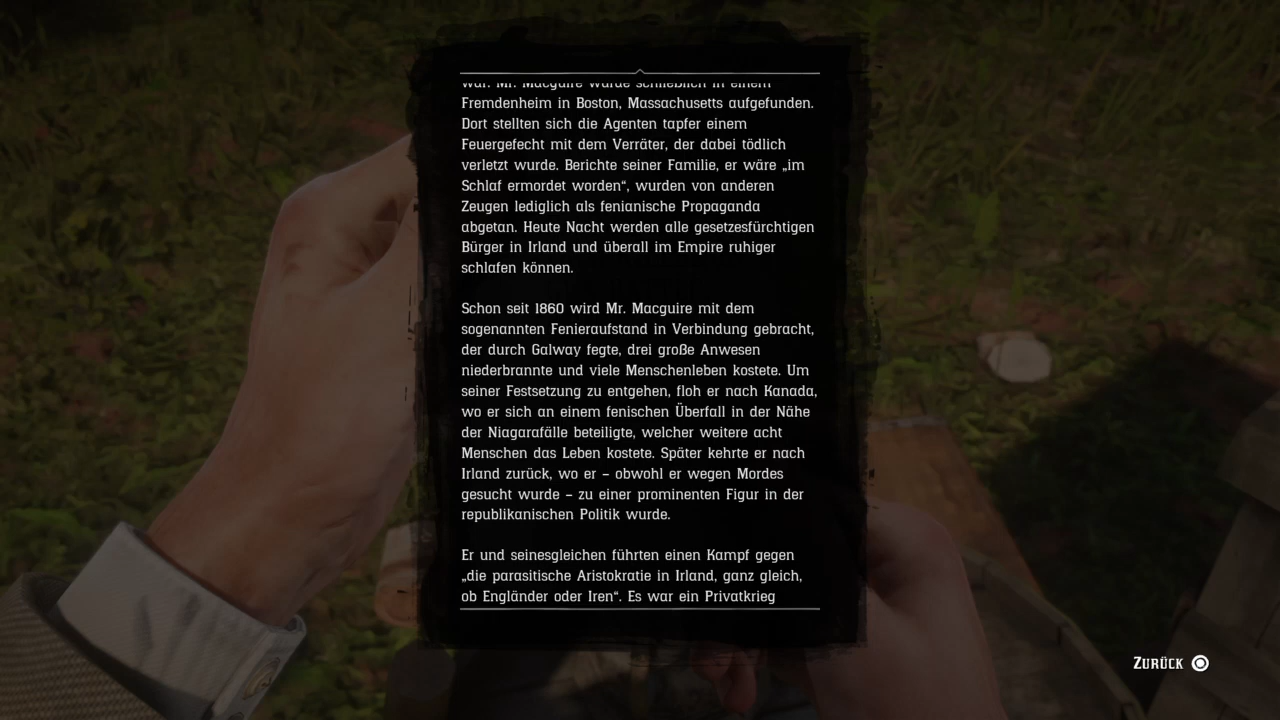 war. Mr. Macguire wurde schließlich in einem
Fremdenheim in Boston, Massachusetts aufgefunden.
Dort stellten sich die Agenten tapfer einem
Feuergefecht mit dem Verräter, der dabei tödlich
verletzt wurde. Berichte seiner Familie, er wäre „im
Schlaf ermordet worden“, wurden von anderen
Zeugen lediglich als fenianische Propaganda
abgetan. Heute Nacht werden alle gesetzesfürchtigen
Bürger in Irland und überall im Empire ruhiger
schlafen können.
Schon seit 1860 wird Mr. Macguire mit dem
sogenannten Fenieraufstand in Verbindung gebracht,
der durch Galway fegte, drei große Anwesen
niederbrannte und viele Menschenleben kostete. Um
seiner Festsetzung zu entgehen, floh er nach Kanada,
wo er sich an einem fenischen Überfall in der Nähe
der Niagarafälle beteiligte, welcher weitere acht
Menschen das Leben kostete. Später kehrte er nach
Irland zurück, wo er – obwohl er wegen Mordes
gesucht wurde – zu einer prominenten Figur in der
republikanischen Politik wurde.
Er und seinesgleichen führten einen Kampf gegen
„die parasitische Aristokratie in Irland, ganz gleich,
ob Engländer oder Iren“. Es war ein Privatkrieg
Zurück